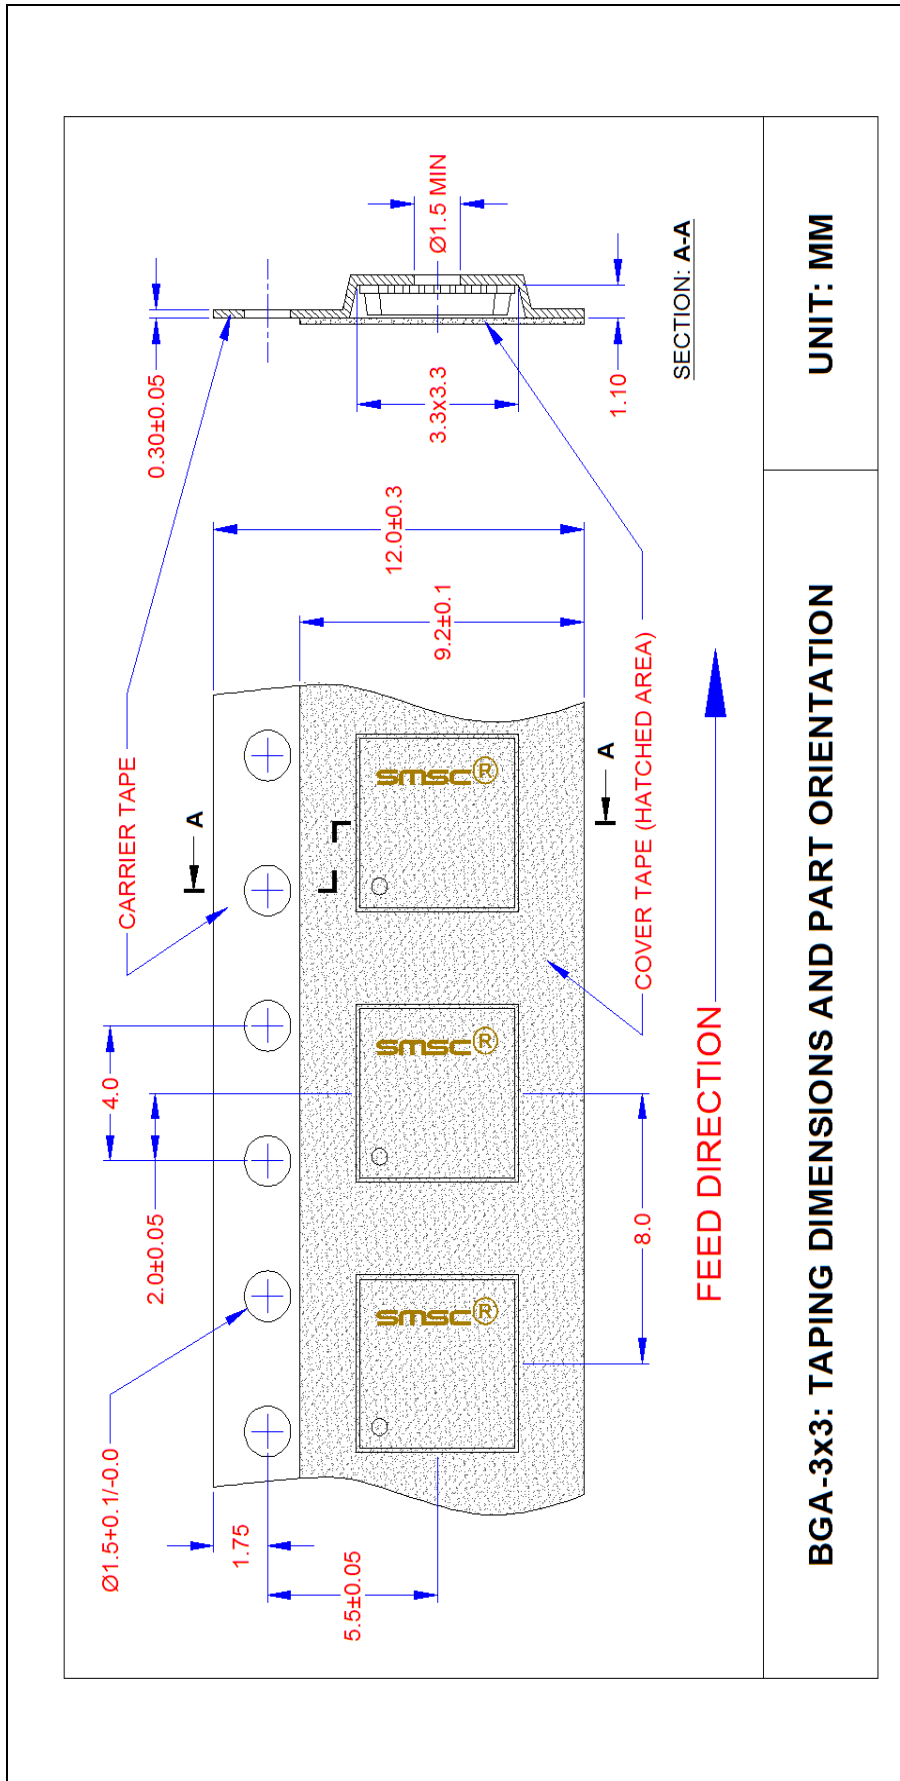 Ø1.5+0.1/-0.0
2.0±0.05
4.0
CARRIER TAPE
0.30±0.05
A
1.75
5.5±0.05
smsc®
smsc®
smsc®
9.2±0.1
12.0±0.3
3.3x3.3
Ø1.5 MIN
1.10
A
8.0
COVER TAPE (HATCHED AREA)
SECTION: A-A
FEED DIRECTION
BGA-3x3: TAPING DIMENSIONS AND PART ORIENTATION
UNIT: MM